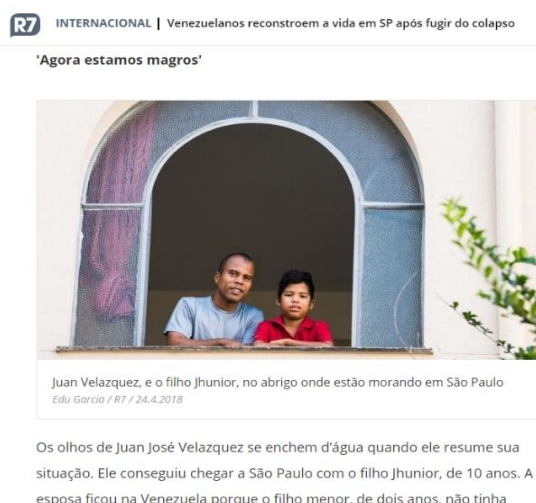 R7 INTERNACIONAL | Venezuelanos reconstroem a vida em SP após fugir do colapso
'Agora estamos magros'
Juan Velazquez, e o filho Jhunior, no abrigo onde estão morando em São Paulo
Edu Garcia / R7 / 24.4.2018
Os olhos de Juan José Velazquez se enchem d'água quando ele resume sua
situação. Ele conseguiu chegar a São Paulo com o filho Jhunior, de 10 anos. A
esposa ficou na Venezuela porque o filho menor, de dois anos, não tinha